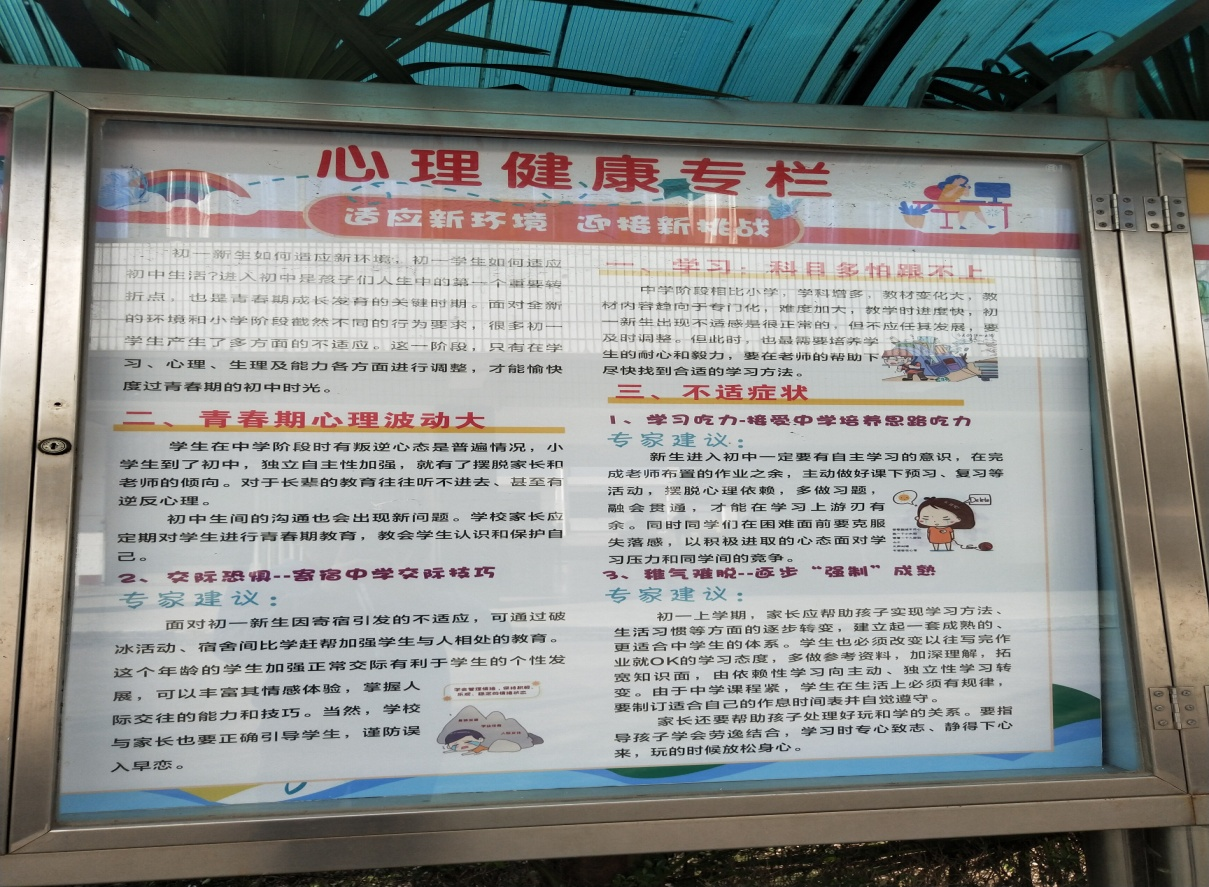 心理健康专栏
适应新环境 迎接新挑战
初一新生如何适应新环境，初一学生如何适应
初中生活?进入初中是孩子们人生中的第一个重要转
折点，也是青春期成长发育的关键时期。面对全新
的环境和小学阶段截然不同的行为要求，很多初一
学生产生了多方面的不适应。这一阶段，只有在学
习、心理、生理及能力各方面进行调整，才能愉快
度过青春期的初中时光。
一、学习：科目多怕跟不上
中学阶段相比小学，学科增多，教材变化大，教
材内容趋向于专门化，难度加大，教学时进度快，初
一新生出现不适感是很正常的，但不应任其发展，要
及时调整。但此时，也最需要培养学
生的耐心和毅力，要在老师的帮助下
尽快找到合适的学习方法。
二、青春期心理波动大
学生在中学阶段时有叛逆心态是普遍情况，小
学生到了初中，独立自主性加强，就有了摆脱家长和
老师的倾向。对于长辈的教育往往听不进去、甚至有
逆反心理。
初中生间的沟通也会出现新问题。学校家长应
定期对学生进行青春期教育，教会学生认识和保护自
己。
三、不适症状
1、学习吃力-接受中学培养思路吃力
专家建议：
新生进入初中一定要有自主学习的意识，在完
成老师布置的作业之余，主动做好课下预习、复习等
活动，摆脱心理依赖，多做习题，
融会贯通，才能在学习上游刃有
余。同时同学们在困难面前要克服
失落感，以积极进取的心态面对学
习压力和同学间的竞争。
2、交际恐惧--寄宿中学交际技巧
专家建议：
面对初一新生因寄宿引发的不适应，可通过破
冰活动、宿舍间比学赶帮加强学生与人相处的教育。
这个年龄的学生加强正常交际有利于学生的个性发
展，可以丰富其情感体验，掌握人
际交往的能力和技巧。当然，学校
与家长也要正确引导学生，谨防误
入早恋。
3、稚气难脱--逐步“强制”成熟
专家建议：
初一上学期，家长应帮助孩子实现学习方法、
生活习惯等方面的逐步转变，建立起一套成熟的、
更适合中学生的体系。学生也必须改变以往写完作
业就OK的学习态度，多做参考资料，加深理解，拓
宽知识面，由依赖性学习向主动、独立性学习转
变。由于中学课程紧，学生在生活上必须有规律，
要制订适合自己的作息时间表并自觉遵守。
家长还要帮助孩子处理好玩和学的关系。要指
导孩子学会劳逸结合，学习时专心致志、静得下心
来，玩的时候放松身心。